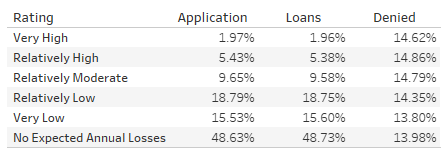 Rating Application Loans Denied
Very High 1.97% 1.96% 14.62%
Relatively High 5.43% 5.38% 14.86%
Relatively Moderate 9.65% 9.58% 14.79%
Relatively Low 18.79% 18.75% 14.35%
Very Low 15.53% 15.60% 13.80%
No Expected Annual Losses 48.63% 48.73% 13.98%